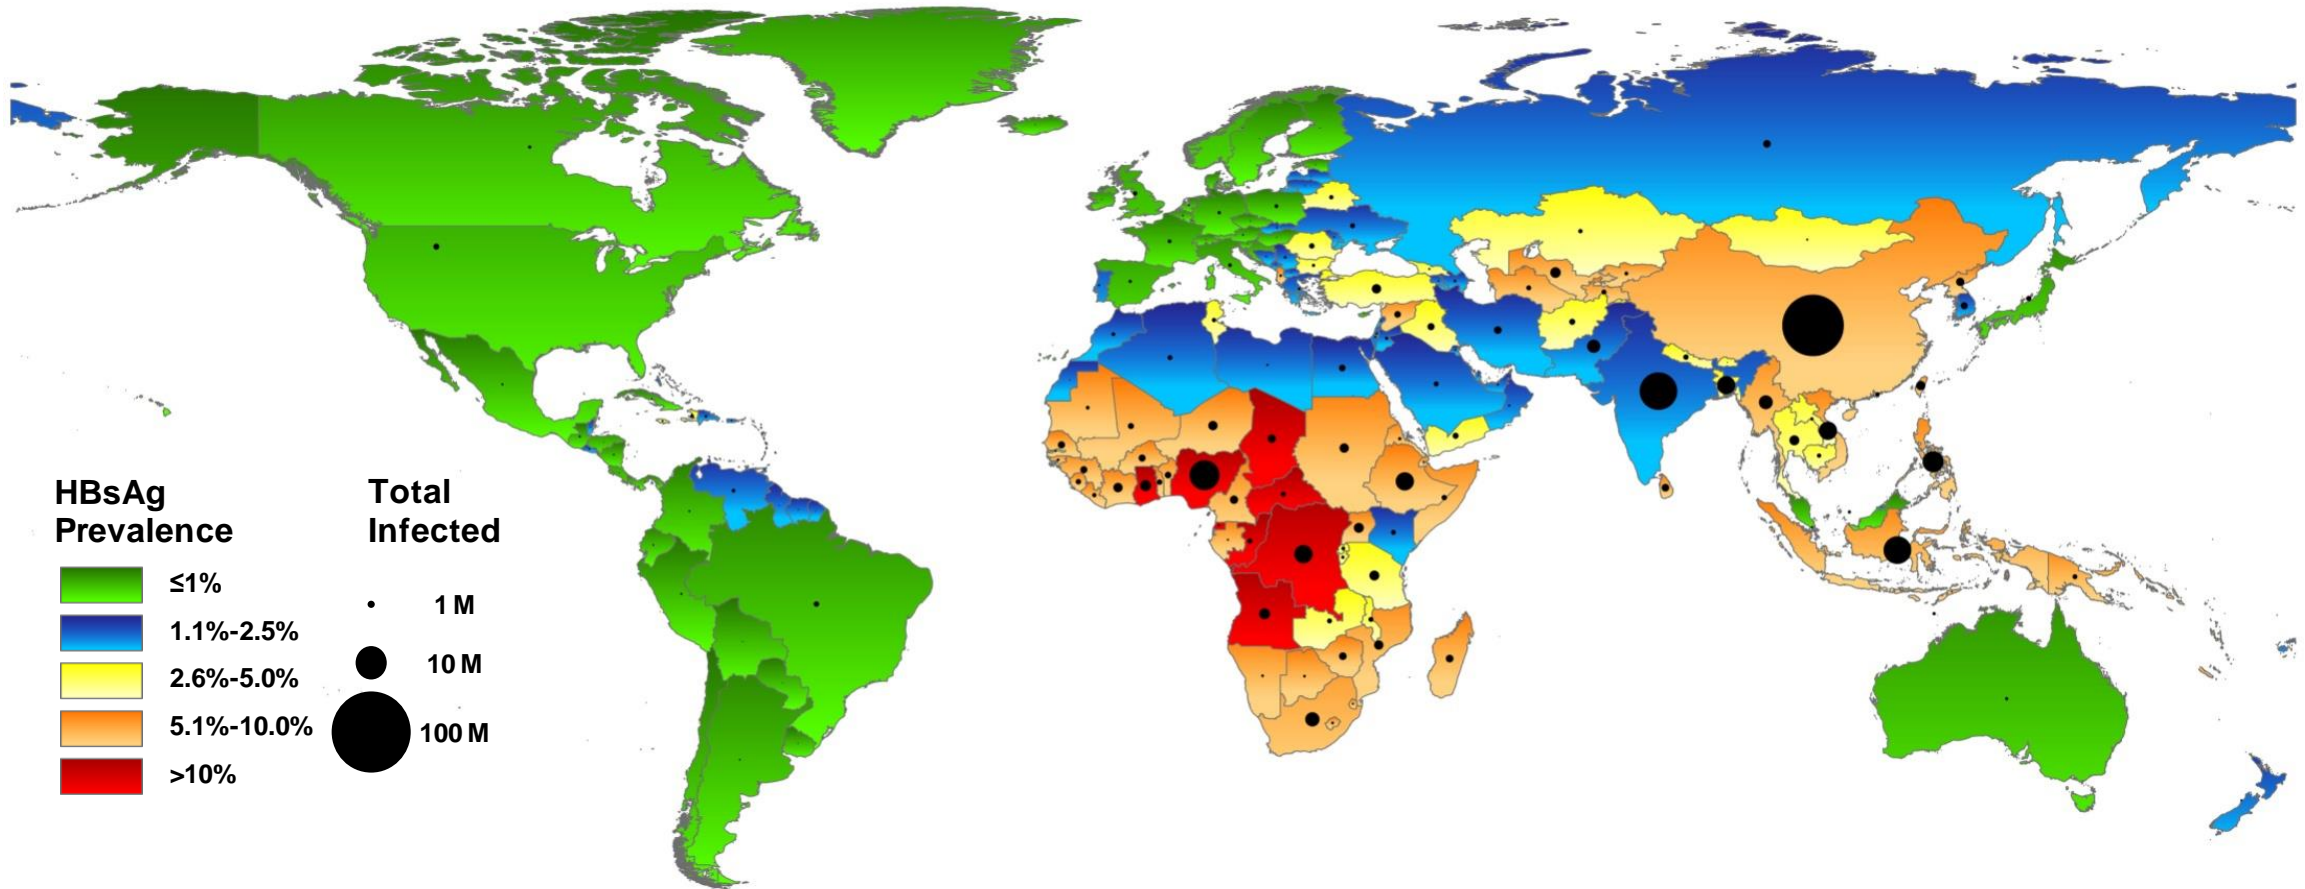 HBsAg
Prevalence
≤1%
1.1%-2.5%
2.6%-5.0%
5.1%-10.0%
>10%
Total
Infected
1 M
10 M
100 M